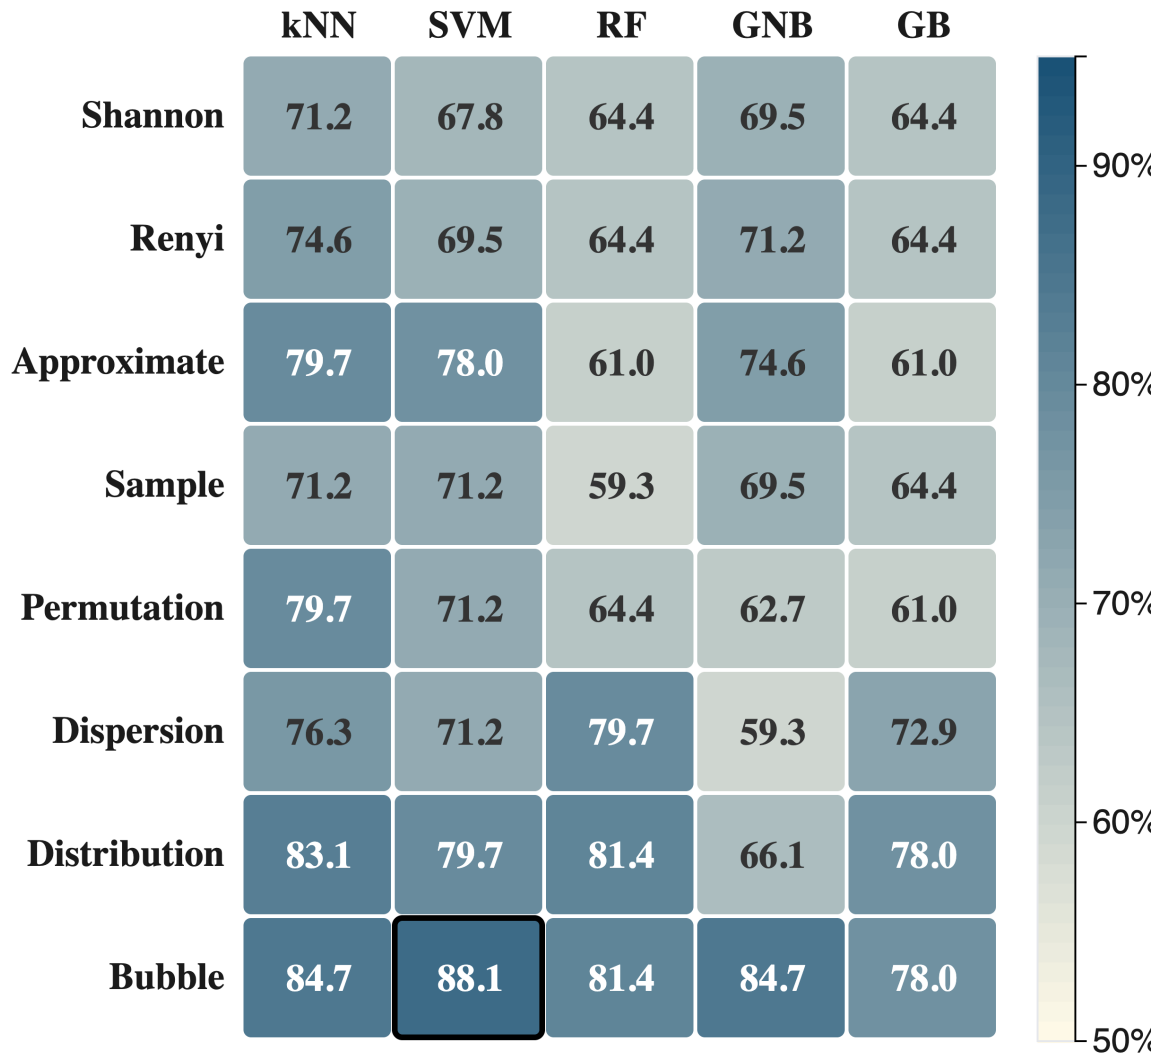 kNN SVM RF GNB GB
Shannon 71.2 67.8 64.4 69.5 64.4
90%
Renyi 74.6 69.5 64.4 71.2 64.4
Approximate 79.7 78.0 61.0 74.6 61.0
80%
Sample 71.2 71.2 59.3 69.5 64.4
Permutation 79.7 71.2 64.4 62.7 61.0
70%
Dispersion 76.3 71.2 79.7 59.3 72.9
60%
Distribution 83.1 79.7 81.4 66.1 78.0
Bubble 84.7 88.1 81.4 84.7 78.0
50%